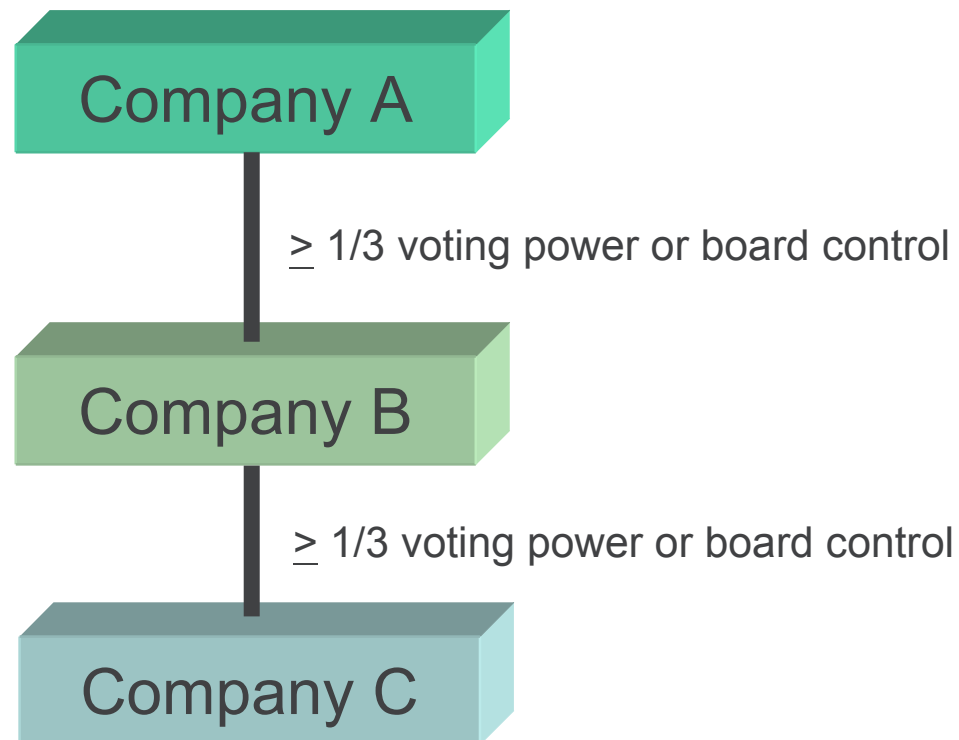 Company A
≥ 1/3 voting power or board control
Company B
≥ 1/3 voting power or board control
Company C